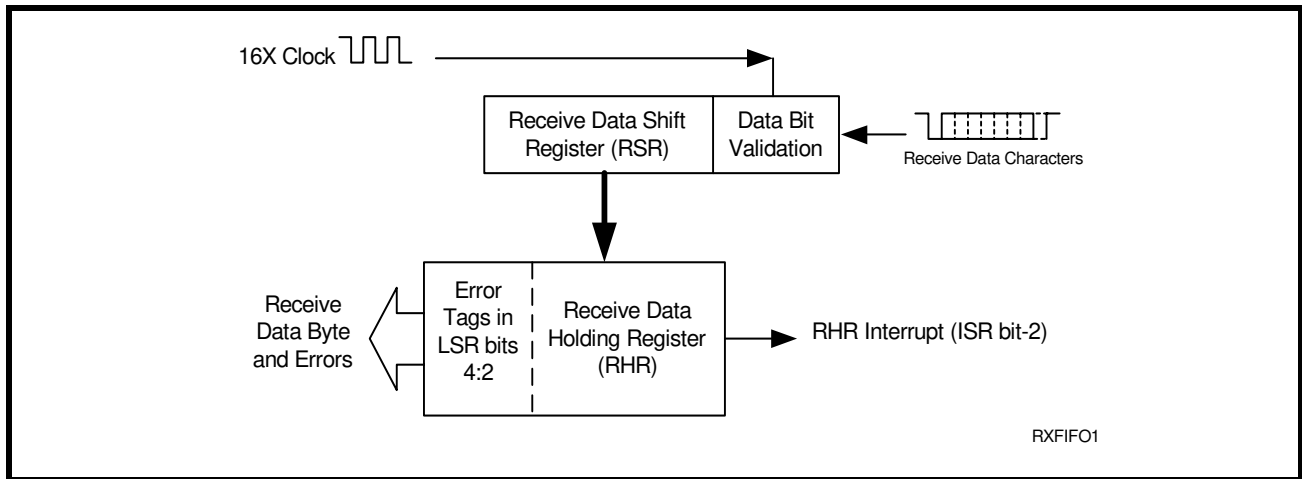 16X Clock
Receive Data Shift
Register (RSR)
Data Bit
Validation
Receive Data Characters
Receive
Data Byte
and Errors
Error
Tags in
LSR bits
4:2
Receive Data
Holding Register
(RHR)
RHR Interrupt (ISR bit-2)
RXFIFO1